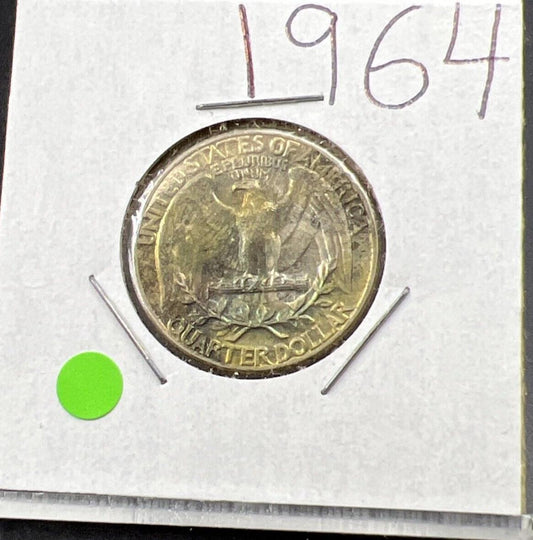 1964
UNITED STATES OF AMERICA
E PLURIBUS
UNUM
QUARTER DOLLAR